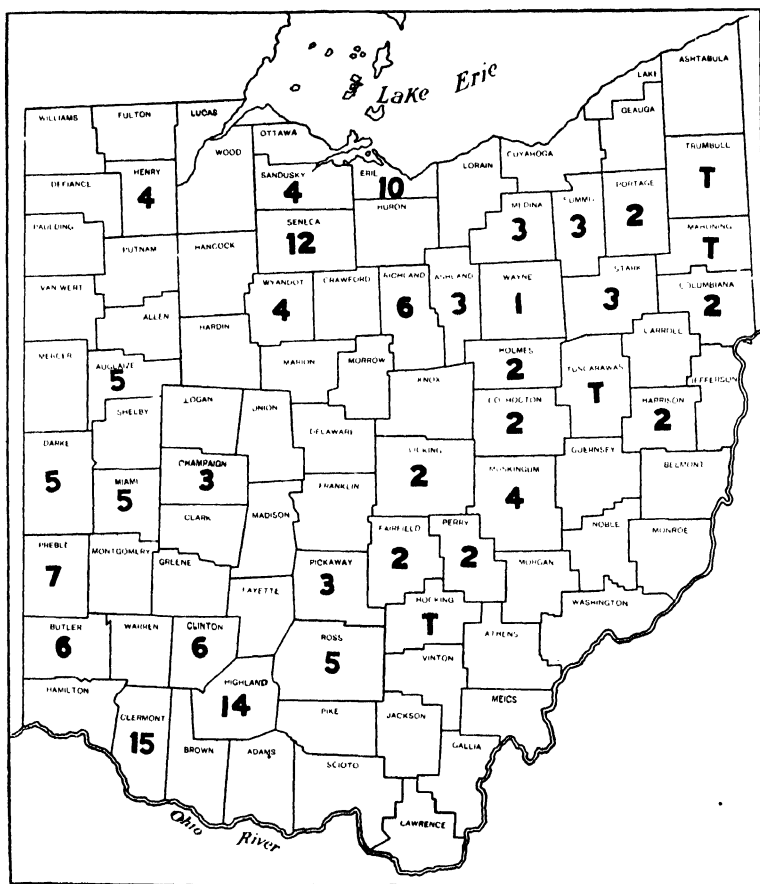 Lake Erie
ASHTABULA
LAKE
GEAUGA
WILLIAMS
FULTON
LUCAS
OTTAWA
WOOD
CUYAHOGA
LORAIN
TRUMBULL
T
HENRY
4
DEFIANCE
SANDUSKY
4
ERIE
10
HURON
SENECA
12
MEDINA
3
SUMMIT
3
PORTAGE
2
PAULDING
PUTNAM
HANCOCK
MAHONING
T
VAN WERT
ALLEN
WYANDOT
4
CRAWFORD
RICHLAND
6
ASHLAND
3
WAYNE
1
STARK
3
COLUMBIANA
2
HARDIN
CARROLL
MERCER
AUGLAIZE
5
MARION
MORROW
HOLMES
2
TUSCARAWAS
T
JEFFERSON
KNOX
SHELBY
LOGAN
UNION
COSHOCTON
2
HARRISON
2
DELAWARE
DARKE
5
MIAMI
5
CHAMPAIGN
3
LICKING
2
MUSKINGUM
4
GUERNSEY
BELMONT
FRANKLIN
CLARK
MADISON
NOBLE
MONROE
FAIRFIELD
2
PERRY
2
PREBLE
7
MONTGOMERY
GREENE
PICKAWAY
3
MORGAN
FAYETTE
HOCKING
T
WASHINGTON
BUTLER
6
WARREN
CLINTON
6
ROSS
5
ATHENS
VINTON
HAMILTON
HIGHLAND
14
MEIGS
CLERMONT
15
PIKE
JACKSON
BROWN
ADAMS
GALLIA
SCIOTO
LAWRENCE
Ohio River